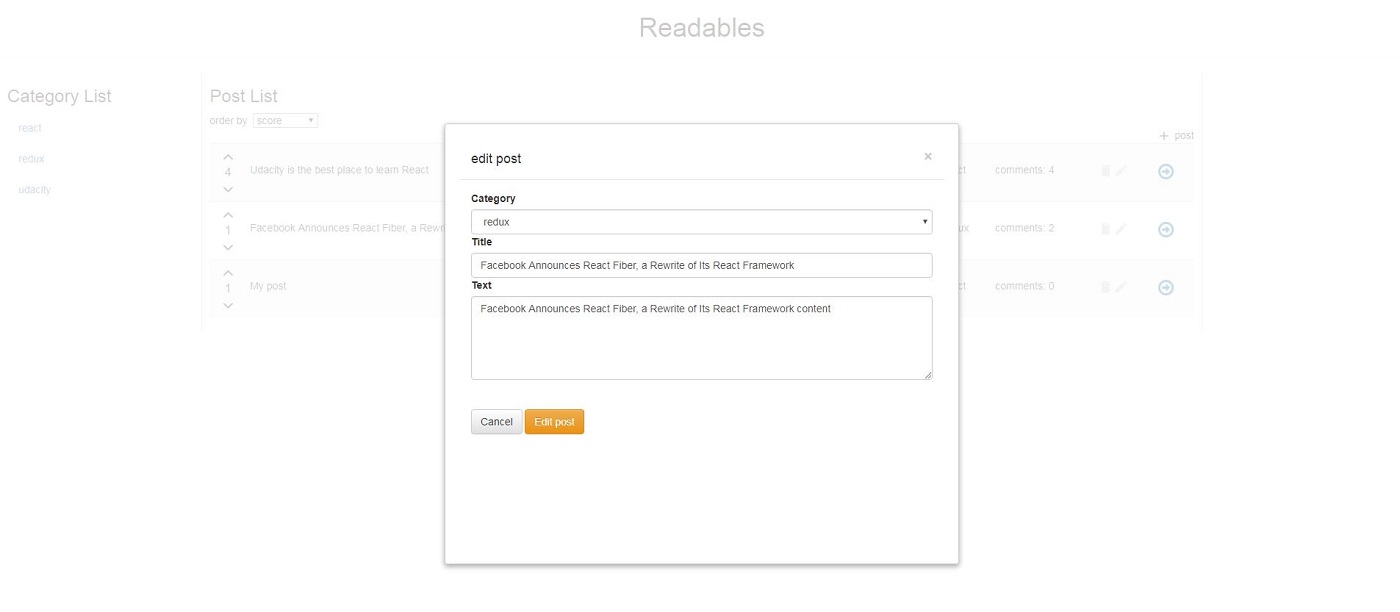 Readables
Category List
react
redux
udacity
Post List
order by score
+ post
4 Udacity is the best place to learn React ct comments: 4
1 Facebook Announces React Fiber, a Rewr ux comments: 2
1 My post ct comments: 0
edit post ×
Category
redux
Title
Facebook Announces React Fiber, a Rewrite of Its React Framework
Text
Facebook Announces React Fiber, a Rewrite of Its React Framework content
Cancel Edit post